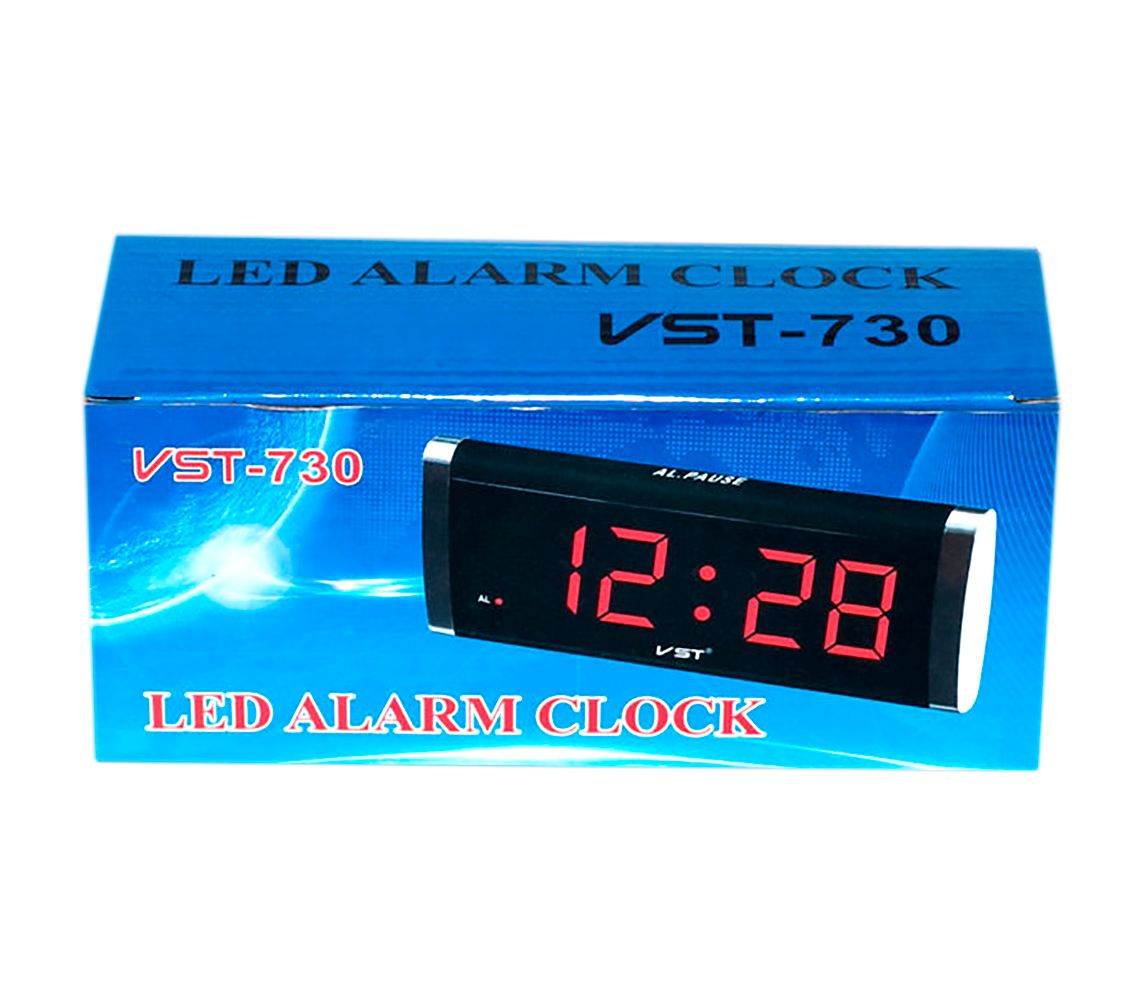 LED ALARM CLOCK
VST-730
VST-730
AL.PAUSE
12:28
AL
VST®
LED ALARM CLOCK